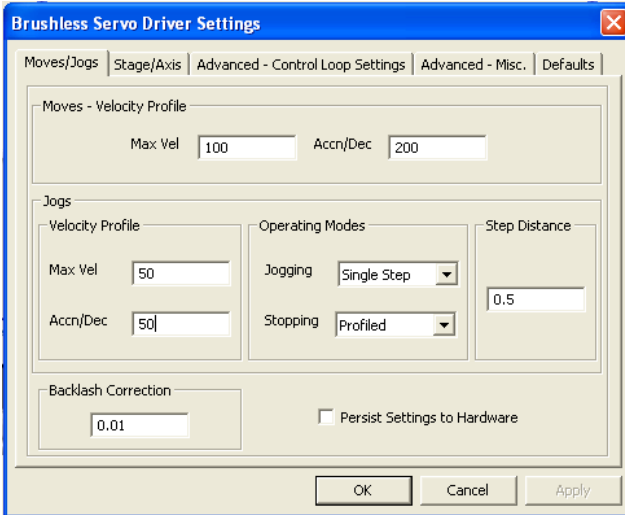 Brushless Servo Driver Settings
Moves/Jogs Stage/Axis Advanced - Control Loop Settings Advanced - Misc. Defaults
Moves - Velocity Profile
Max Vel 100 Accn/Dec 200
Jogs
Velocity Profile Operating Modes Step Distance
Max Vel 50 Jogging Single Step
0.5
Accn/Dec 50 Stopping Profiled
Backlash Correction
0.01 Persist Settings to Hardware
OK Cancel Apply